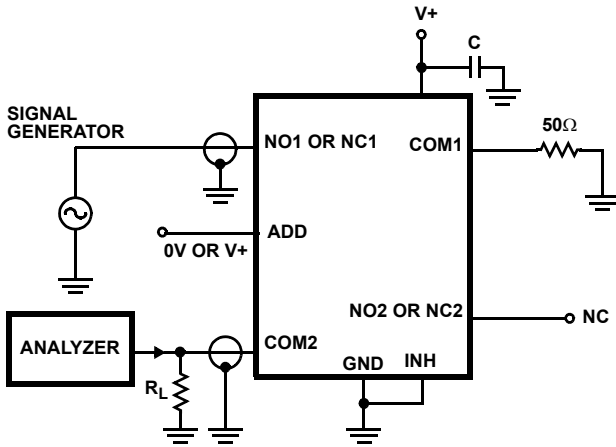 V+
C
SIGNAL
GENERATOR
50Ω
NO1 OR NC1
COM1
ADD
0V OR V+
NO2 OR NC2
NC
ANALYZER
COM2
GND
INH
RL